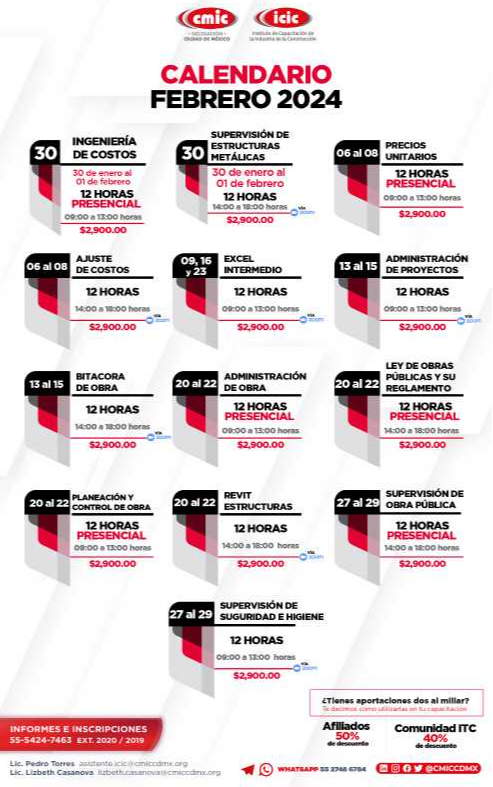 cmic
DELEGACIÓN
CIUDAD DE MÉXICO
icic
Instituto de Capacitación de
la Industria de la Construcción
CALENDARIO
FEBRERO 2024
30
INGENIERÍA
DE COSTOS
30 de enero al
01 de febrero
12 HORAS
PRESENCIAL
09:00 a 13:00 horas
$2,900.00
30
SUPERVISIÓN DE
ESTRUCTURAS
METÁLICAS
30 de enero al
01 de febrero
12 HORAS
14:00 a 18:00 horas
vía
zoom
$2,900.00
06 al 08
PRECIOS
UNITARIOS
12 HORAS
PRESENCIAL
09:00 a 13:00 horas
$2,900.00
06 al 08
AJUSTE
DE COSTOS
12 HORAS
14:00 a 18:00 horas
vía
zoom
$2,900.00
09, 16
y 23
EXCEL
INTERMEDIO
12 HORAS
09:00 a 13:00 horas
vía
zoom
$2,900.00
13 al 15
ADMINISTRACIÓN
DE PROYECTOS
12 HORAS
09:00 a 13:00 horas
vía
zoom
$2,900.00
13 al 15
BITACORA
DE OBRA
12 HORAS
14:00 a 18:00 horas
vía
zoom
$2,900.00
20 al 22
ADMINISTRACIÓN
DE OBRA
12 HORAS
PRESENCIAL
09:00 a 13:00 horas
$2,900.00
20 al 22
LEY DE OBRAS
PÚBLICAS Y SU
REGLAMENTO
12 HORAS
PRESENCIAL
14:00 a 18:00 horas
$2,900.00
20 al 22
PLANEACIÓN Y
CONTROL DE OBRA
12 HORAS
PRESENCIAL
09:00 a 13:00 horas
$2,900.00
20 al 22
REVIT
ESTRUCTURAS
12 HORAS
14:00 a 18:00 horas
vía
zoom
$2,900.00
27 al 29
SUPERVISIÓN DE
OBRA PÚBLICA
12 HORAS
PRESENCIAL
14:00 a 18:00 horas
$2,900.00
27 al 29
SUPERVISIÓN DE
SUGURIDAD E HIGIENE
12 HORAS
09:00 a 13:00 horas
vía
zoom
$2,900.00
¿Tienes aportaciones dos al millar?
Te decimos como utilizarlas en tu capacitación
Afiliados
50%
de descuento
Comunidad ITC
40%
de descuento
INFORMES E INSCRIPCIONES
55-5424-7463 EXT. 2020 / 2019
Lic. Pedro Torres asistente.icic@cmiccdmx.org
Lic. Lizbeth Casanova lizbeth.casanova@cmiccdmx.org
WHATSAPP 55 2746 6764
@CMICCDMX